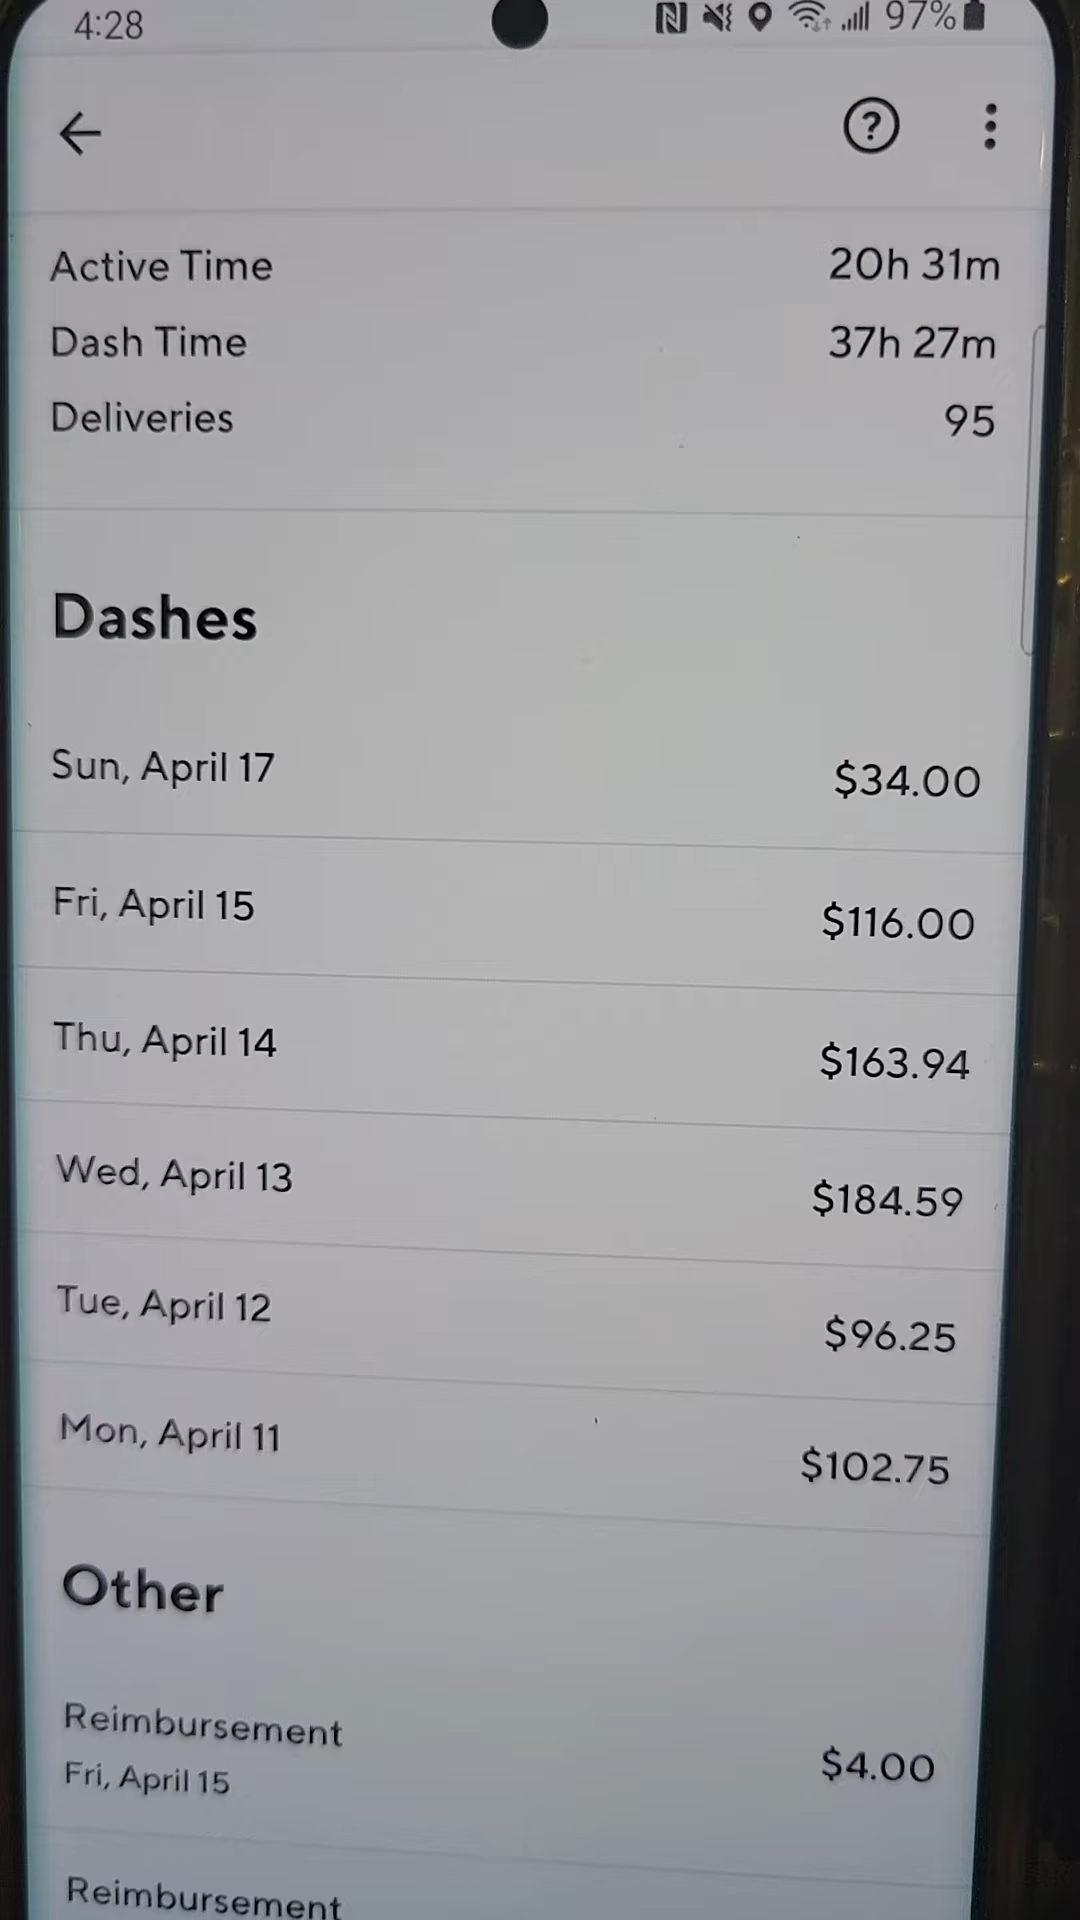 4:28 97%
Active Time 20h 31m
Dash Time 37h 27m
Deliveries 95
Dashes
Sun, April 17 $34.00
Fri, April 15 $116.00
Thu, April 14 $163.94
Wed, April 13 $184.59
Tue, April 12 $96.25
Mon, April 11 $102.75
Other
Reimbursement
Fri, April 15 $4.00
Reimbursement